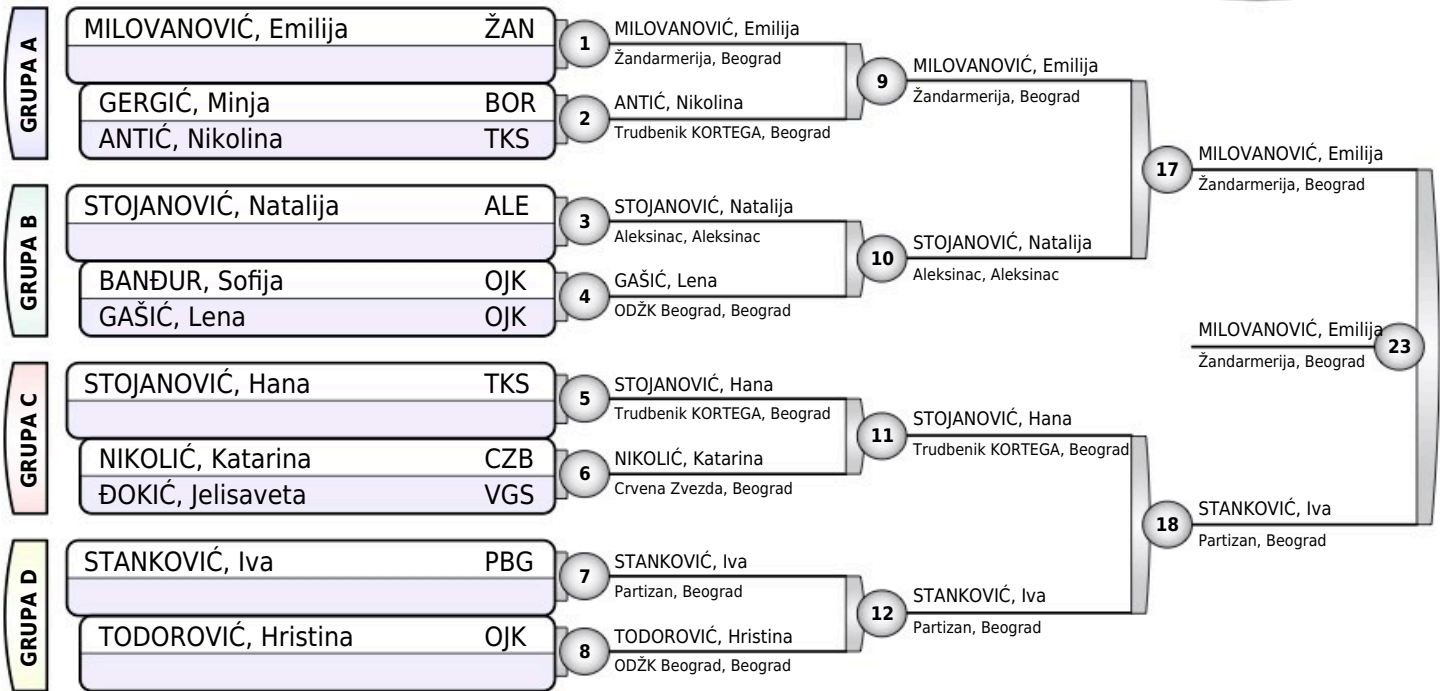 GRUPA A
MILOVANOVIĆ, Emilija ŽAN
GERGIĆ, Minja BOR
ANTIĆ, Nikolina TKS
GRUPA B
STOJANOVIĆ, Natalija ALE
BANĐUR, Sofija OJK
GAŠIĆ, Lena OJK
GRUPA C
STOJANOVIĆ, Hana TKS
NIKOLIĆ, Katarina CZB
ĐOKIĆ, Jelisaveta VGS
GRUPA D
STANKOVIĆ, Iva PBG
TODOROVIĆ, Hristina OJK
1
MILOVANOVIĆ, Emilija
Žandarmerija, Beograd
2
ANTIĆ, Nikolina
Trudbenik KORTEGA, Beograd
3
STOJANOVIĆ, Natalija
Aleksinac, Aleksinac
4
GAŠIĆ, Lena
ODŽK Beograd, Beograd
5
STOJANOVIĆ, Hana
Trudbenik KORTEGA, Beograd
6
NIKOLIĆ, Katarina
Crvena Zvezda, Beograd
7
STANKOVIĆ, Iva
Partizan, Beograd
8
TODOROVIĆ, Hristina
ODŽK Beograd, Beograd
9
MILOVANOVIĆ, Emilija
Žandarmerija, Beograd
10
STOJANOVIĆ, Natalija
Aleksinac, Aleksinac
11
STOJANOVIĆ, Hana
Trudbenik KORTEGA, Beograd
12
STANKOVIĆ, Iva
Partizan, Beograd
17
MILOVANOVIĆ, Emilija
Žandarmerija, Beograd
18
STANKOVIĆ, Iva
Partizan, Beograd
MILOVANOVIĆ, Emilija
Žandarmerija, Beograd
23